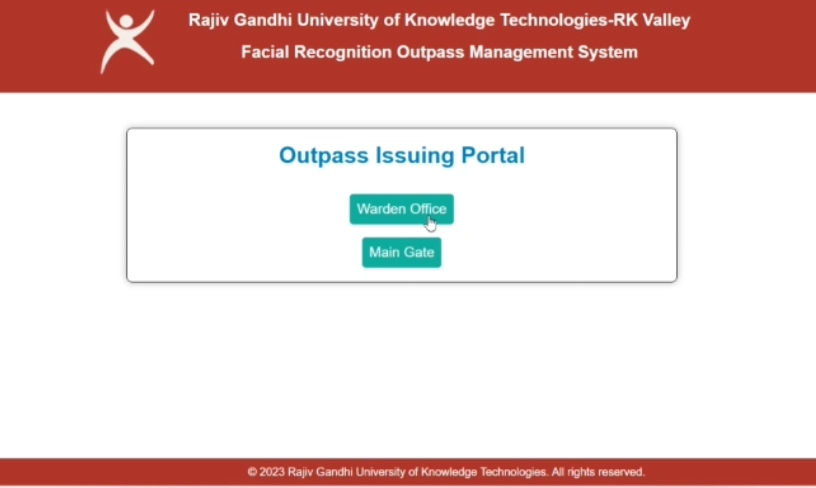 Rajiv Gandhi University of Knowledge Technologies-RK Valley
Facial Recognition Outpass Management System
Outpass Issuing Portal
Warden Office
Main Gate
© 2023 Rajiv Gandhi University of Knowledge Technologies. All rights reserved.